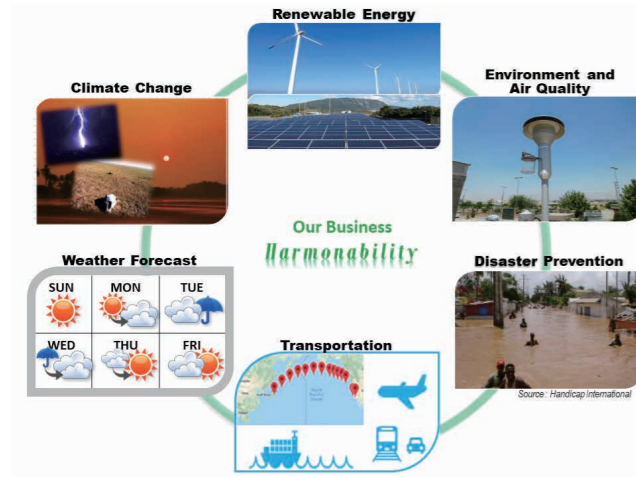 Renewable Energy
Climate Change
Environment and
Air Quality
Our Business
Harmonability
Weather Forecast
SUN MON TUE
WED THU FRI
Disaster Prevention
Source : Handicap International
Transportation